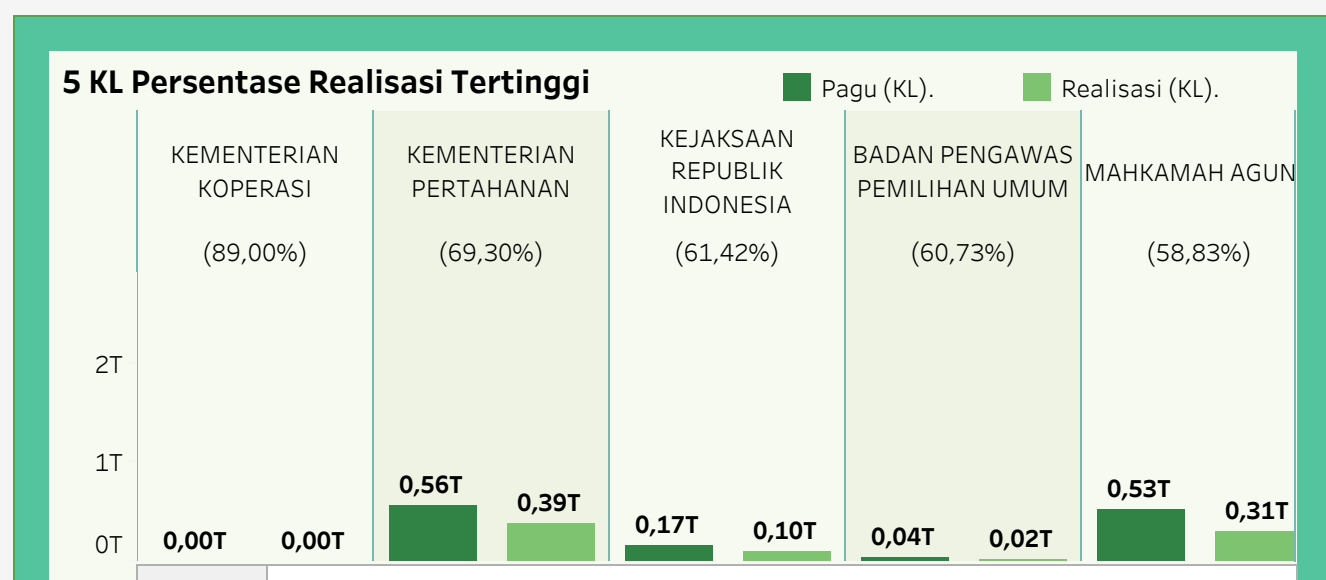 5 KL Persentase Realisasi Tertinggi
Pagu (KL).
Realisasi (KL).
KEMENTERIAN
KOPERASI
(89,00%)
KEMENTERIAN
PERTAHANAN
(69,30%)
KEJAKSAAN
REPUBLIK
INDONESIA
(61,42%)
BADAN PENGAWAS
PEMILIHAN UMUM
(60,73%)
MAHKAMAH AGUN
(58,83%)
2T
1T
0T
0,00T
0,00T
0,56T
0,39T
0,17T
0,10T
0,04T
0,02T
0,53T
0,31T